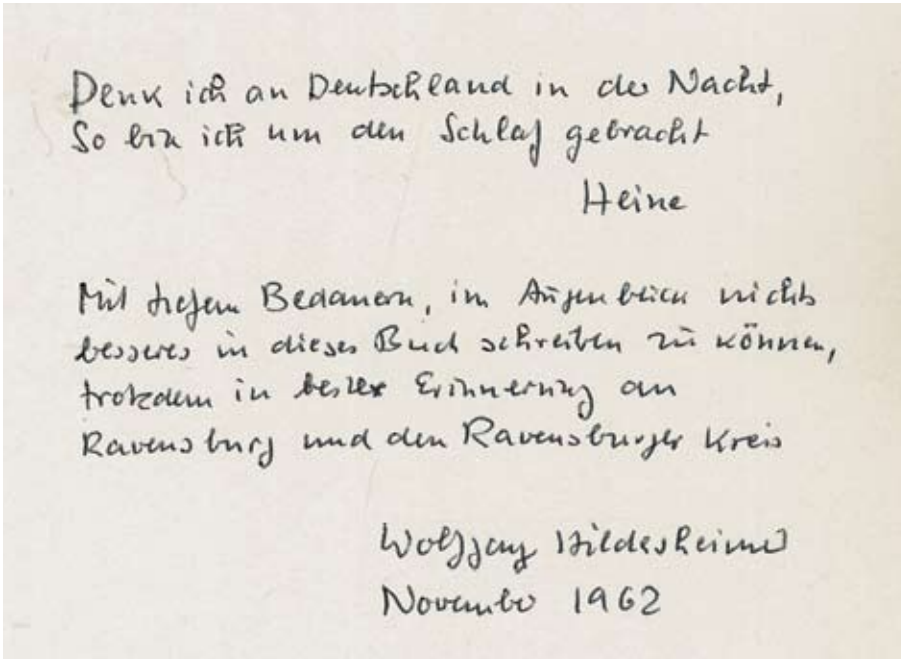 Denk ich an Deutschland in der Nacht,
So bin ich um den Schlaf gebracht
Heine
Mit tiefem Bedauern, im Augenblick nichts
besseres in dieses Buch schreiben zu können,
trotzdem in bester Erinnerung an
Ravensburg und den Ravensburger Kreis
Wolfgang Hildesheimer
November 1962